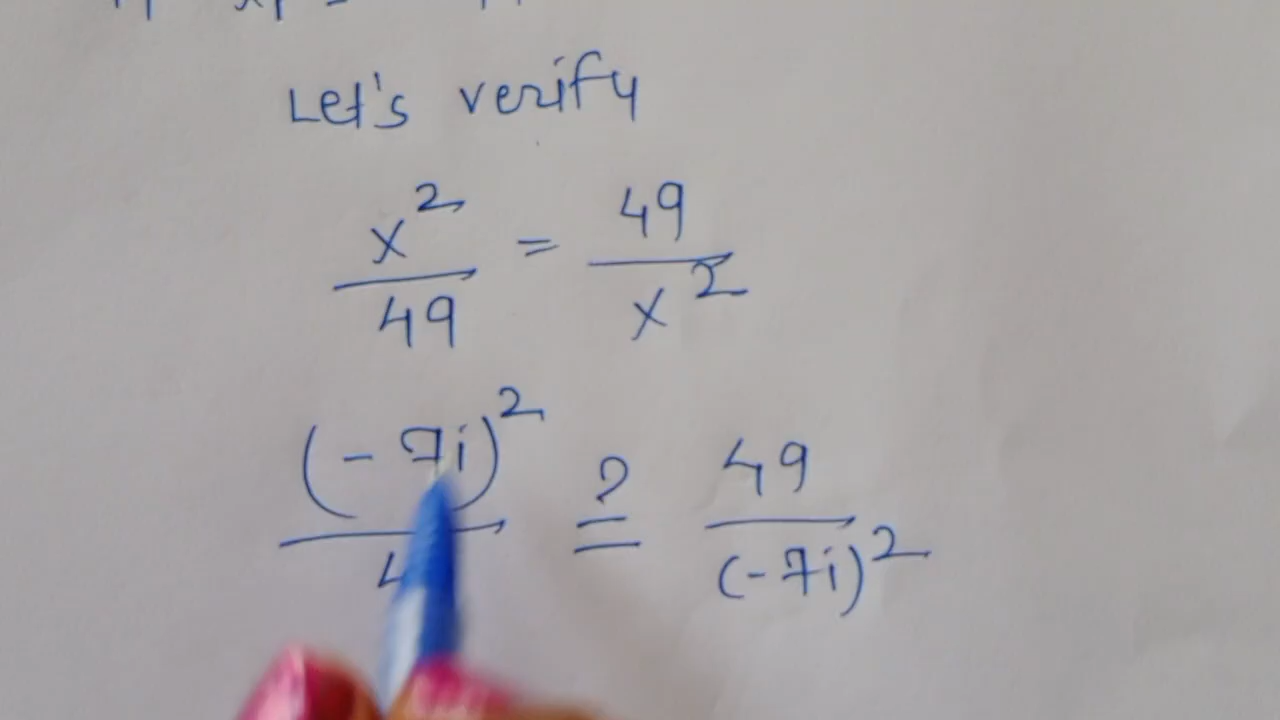 Let's verify
x² / 49 = 49 / x²
(-7i)² / 4 ≟ 49 / (-7i)²